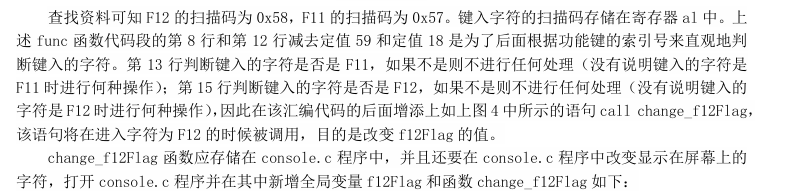 查找资料可知 F12 的扫描码为 0x58，F11 的扫描码为 0x57。键入字符的扫描码存储在寄存器 al 中。上
述 func 函数代码段的第 8 行和第 12 行减去定值 59 和定值 18 是为了后面根据功能键的索引号来直观地判
断键入的字符。第 13 行判断键入的字符是否是 F11，如果不是则不进行任何处理（没有说明键入的字符是
F11 时进行何种操作）；第 15 行判断键入的字符是否是 F12，如果不是则不进行任何处理（没有说明键入的
字符是 F12 时进行何种操作），因此在该汇编代码的后面增添上如上图 4 中所示的语句 call change_f12Flag，
该语句将在进入字符为 F12 的时候被调用，目的是改变 f12Flag 的值。
change_f12Flag 函数应存储在 console.c 程序中，并且还要在 console.c 程序中改变显示在屏幕上的
字符，打开 console.c 程序并在其中新增全局变量 f12Flag 和函数 change_f12Flag 如下：